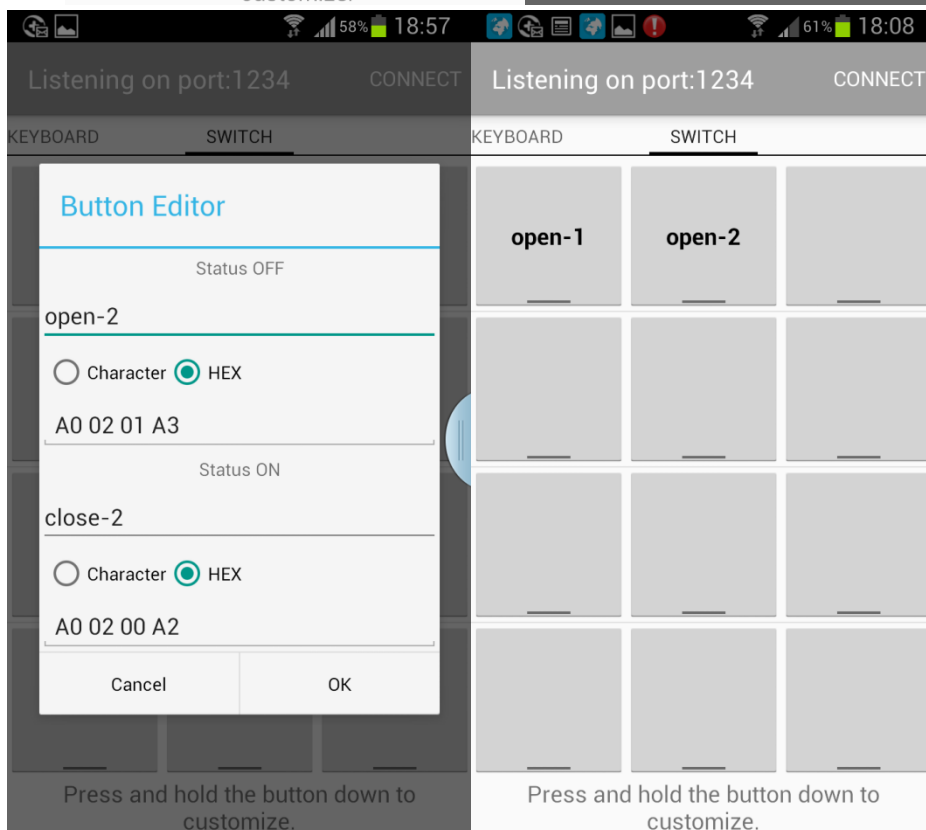 customize.
58% 18:57
Listening on port:1234 CONNECT
KEYBOARD SWITCH
Button Editor
Status OFF
open-2
Character HEX
A0 02 01 A3
Status ON
close-2
Character HEX
A0 02 00 A2
Cancel OK
Press and hold the button down to
customize.
61% 18:08
Listening on port:1234 CONNECT
KEYBOARD SWITCH
open-1 open-2
Press and hold the button down to
customize.